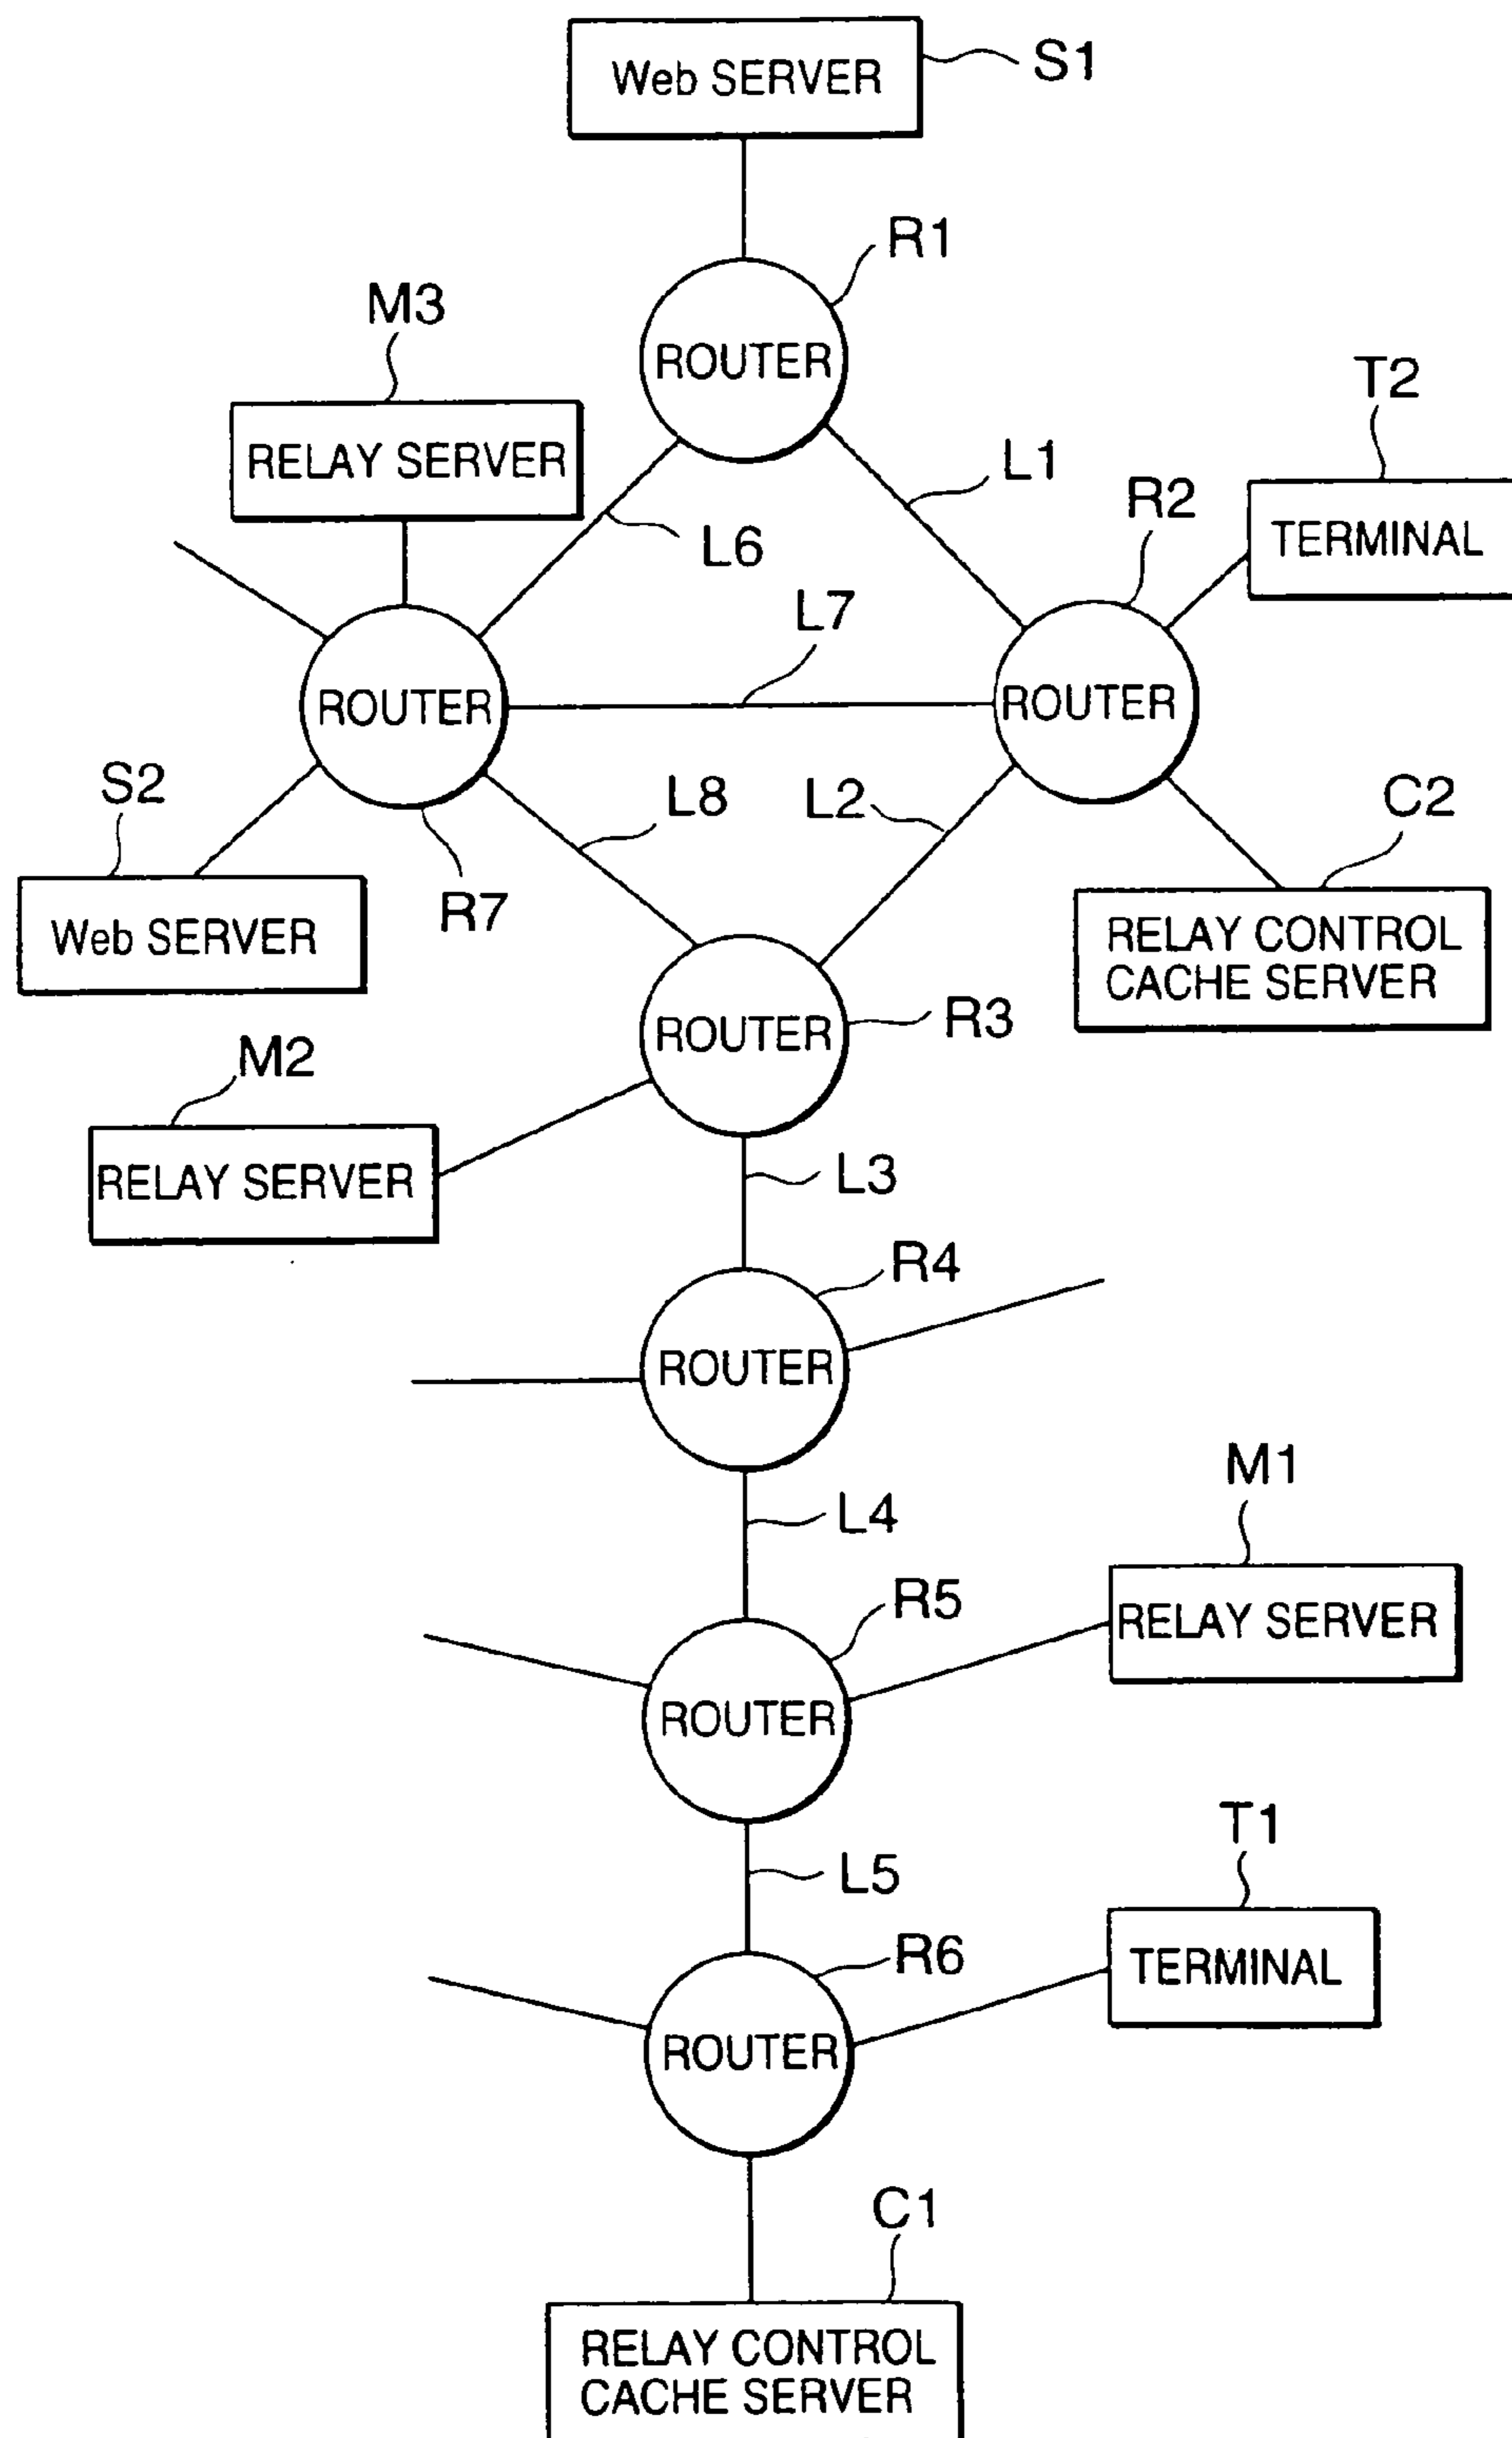 Web SERVER
S1
R1
M3
ROUTER
T2
RELAY SERVER
L1
R2
L6
TERMINAL
L7
ROUTER
ROUTER
S2
L8
L2
C2
R7
Web SERVER
RELAY CONTROL
CACHE SERVER
R3
ROUTER
M2
RELAY SERVER
L3
R4
ROUTER
M1
L4
R5
RELAY SERVER
ROUTER
T1
L5
R6
TERMINAL
ROUTER
C1
RELAY CONTROL
CACHE SERVER